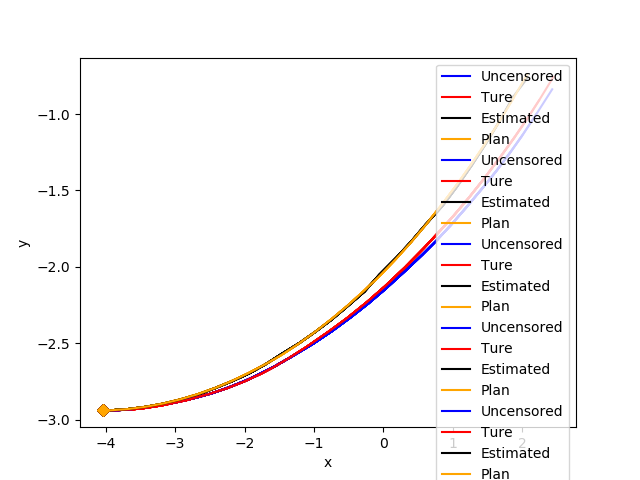 −1.0
−1.5
−2.0
−2.5
−3.0
y
−4
−3
−2
−1
0
1
2
x
Uncensored
Ture
Estimated
Plan
Uncensored
Ture
Estimated
Plan
Uncensored
Ture
Estimated
Plan
Uncensored
Ture
Estimated
Plan
Uncensored
Ture
Estimated
Plan